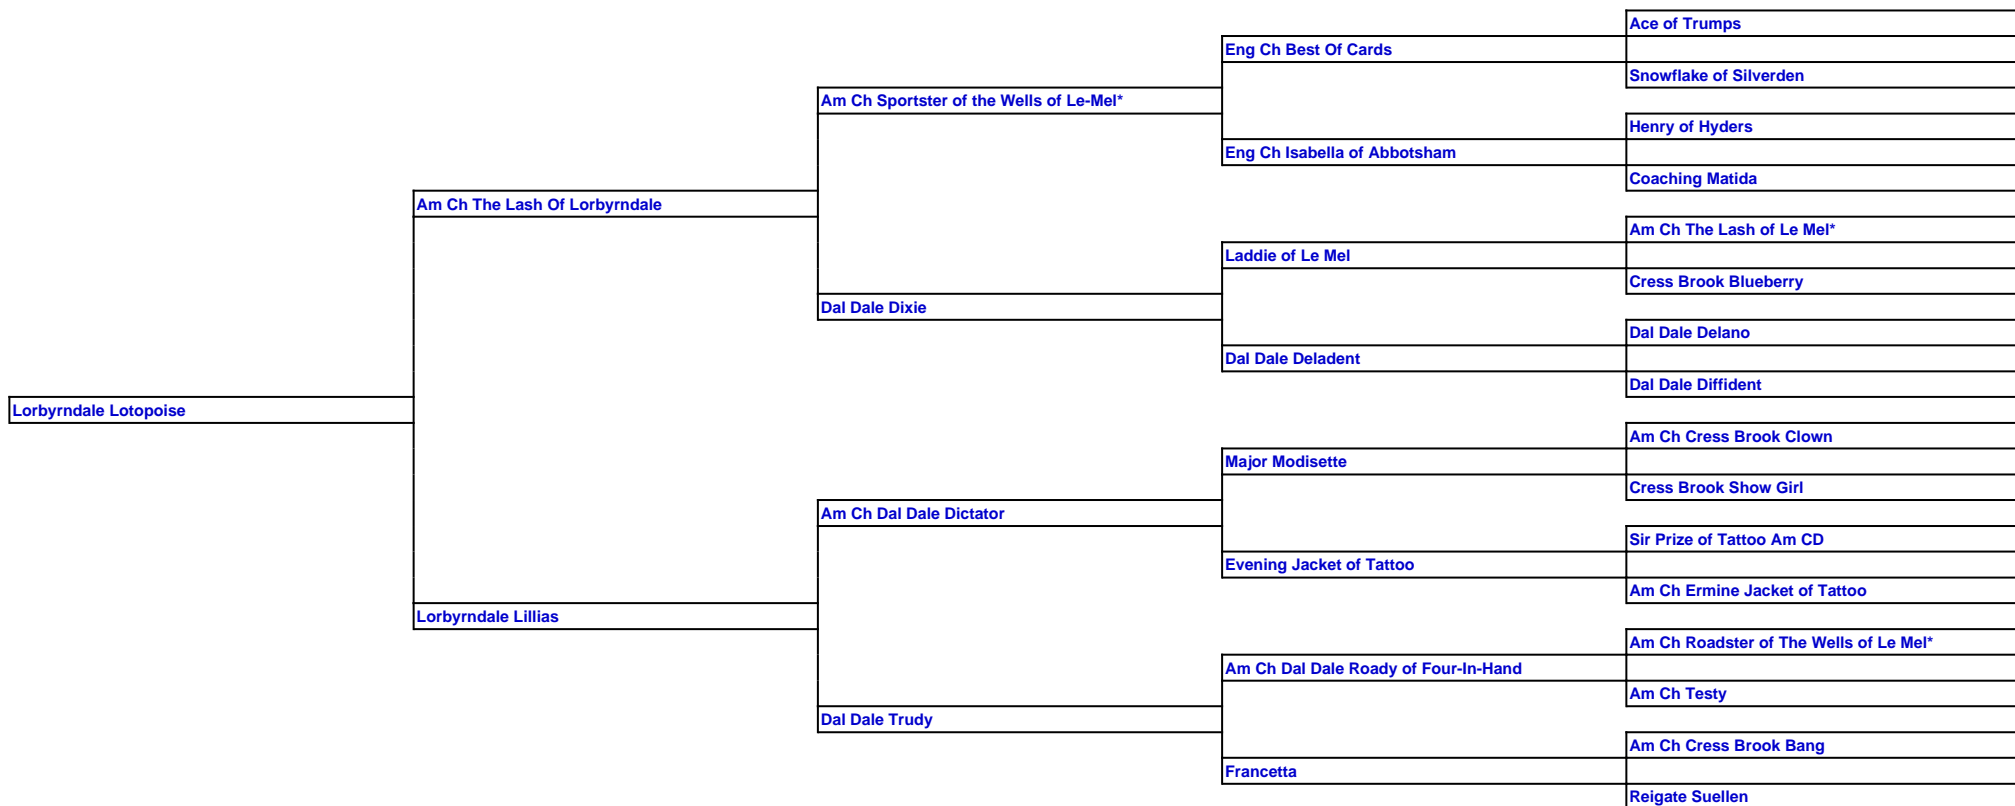 Ace of Trumps
Eng Ch Best Of Cards
Snowflake of Silverden
Am Ch Sportster of the Wells of Le-Mel*
Henry of Hyders
Eng Ch Isabella of Abbotsham
Coaching Matida
Am Ch The Lash Of Lorbyrndale
Am Ch The Lash of Le Mel*
Laddie of Le Mel
Cress Brook Blueberry
Dal Dale Dixie
Dal Dale Delano
Dal Dale Deladent
Dal Dale Diffident
Lorbyrndale Lotopoise
Am Ch Cress Brook Clown
Major Modisette
Cress Brook Show Girl
Am Ch Dal Dale Dictator
Sir Prize of Tattoo Am CD
Evening Jacket of Tattoo
Am Ch Ermine Jacket of Tattoo
Lorbyrndale Lillias
Am Ch Roadster of The Wells of Le Mel*
Am Ch Dal Dale Roady of Four-In-Hand
Am Ch Testy
Dal Dale Trudy
Am Ch Cress Brook Bang
Francetta
Reigate Suellen